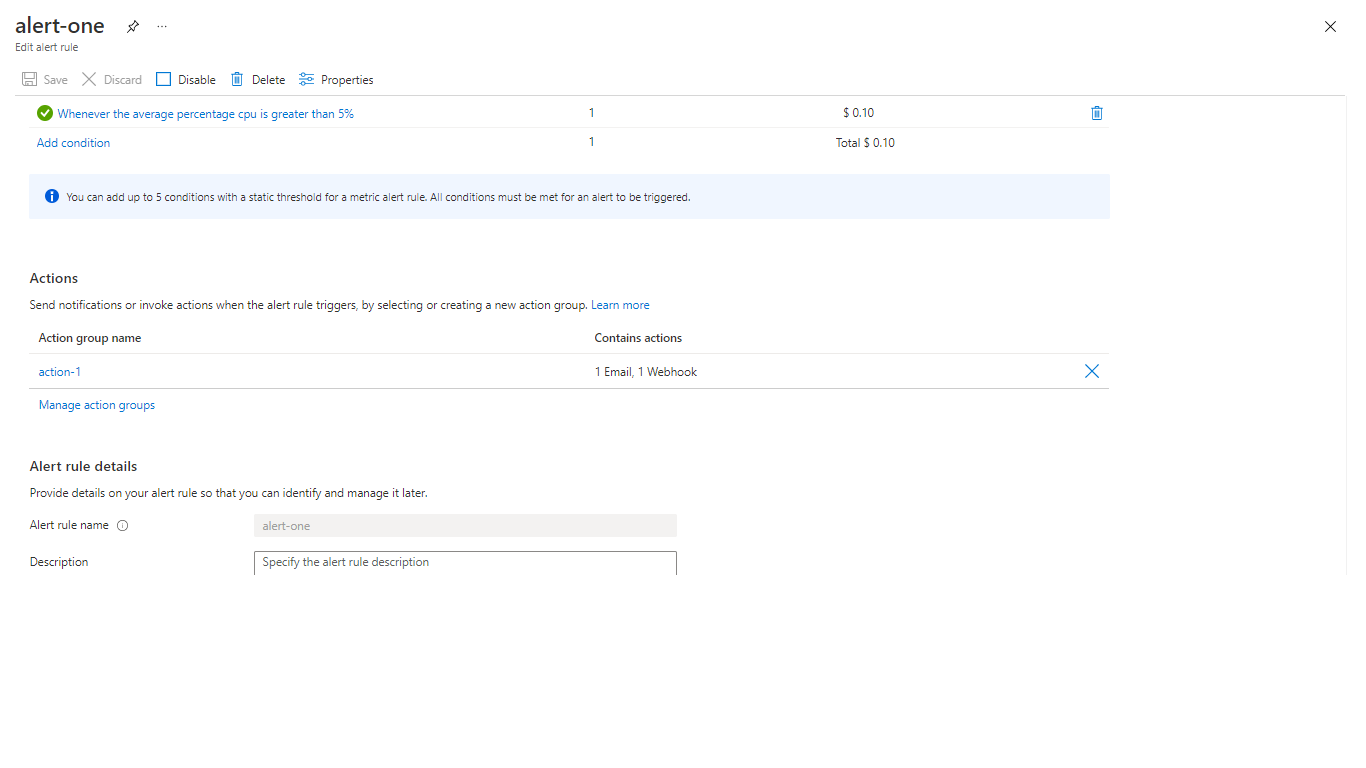 alert-one
Edit alert rule
Save Discard Disable Delete Properties
Whenever the average percentage cpu is greater than 5% 1 $ 0.10
Add condition 1 Total $ 0.10
You can add up to 5 conditions with a static threshold for a metric alert rule. All conditions must be met for an alert to be triggered.
Actions
Send notifications or invoke actions when the alert rule triggers, by selecting or creating a new action group. Learn more
Action group name Contains actions
action-1 1 Email, 1 Webhook
Manage action groups
Alert rule details
Provide details on your alert rule so that you can identify and manage it later.
Alert rule name alert-one
Description Specify the alert rule description